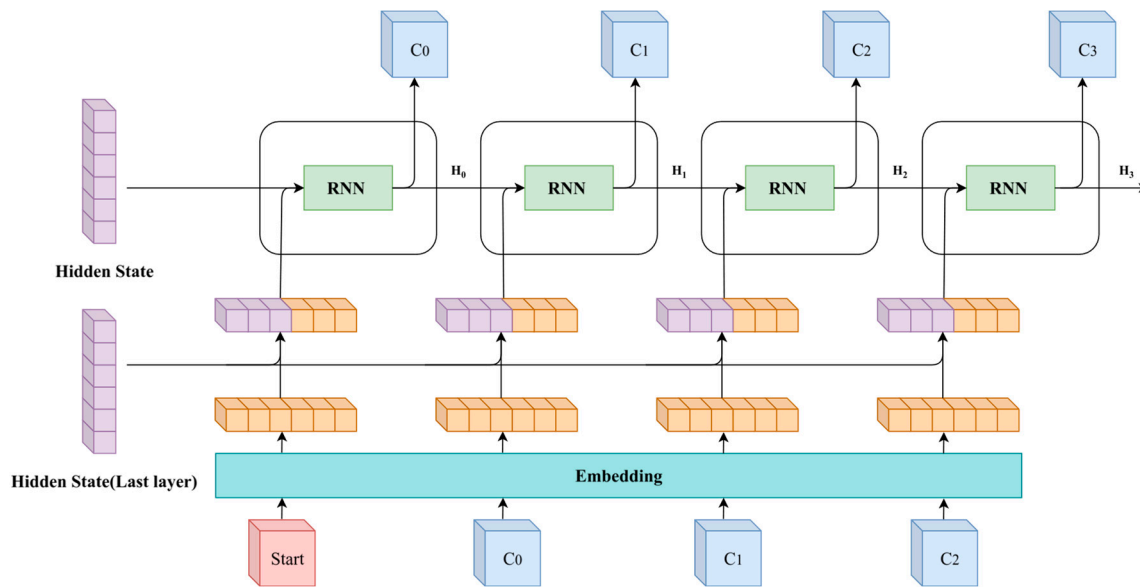 C0
C1
C2
C3
RNN
H0
RNN
H1
RNN
H2
RNN
H3
Hidden State
Hidden State(Last layer)
Embedding
Start
C0
C1
C2